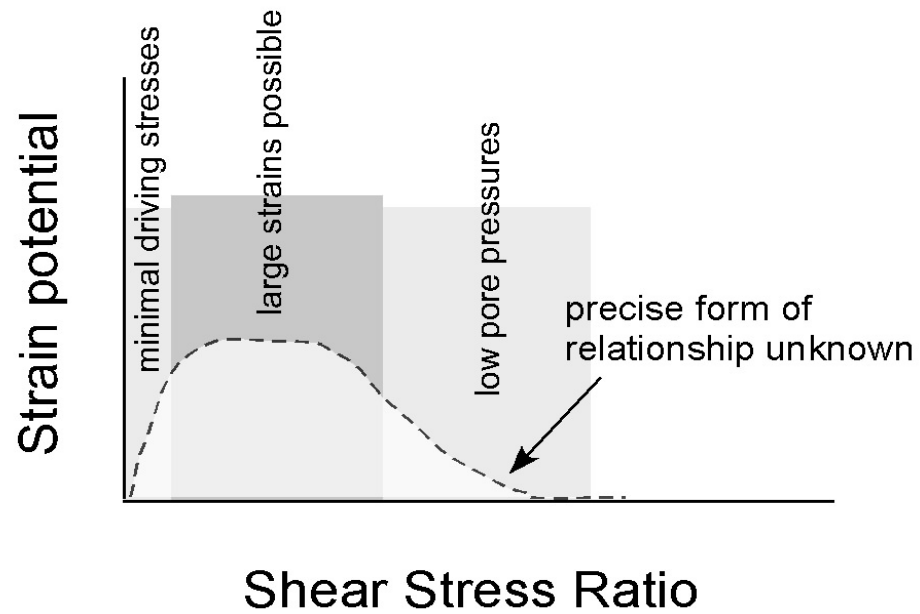 Strain potential
minimal driving stresses
large strains possible
low pore pressures
precise form of
relationship unknown
Shear Stress Ratio